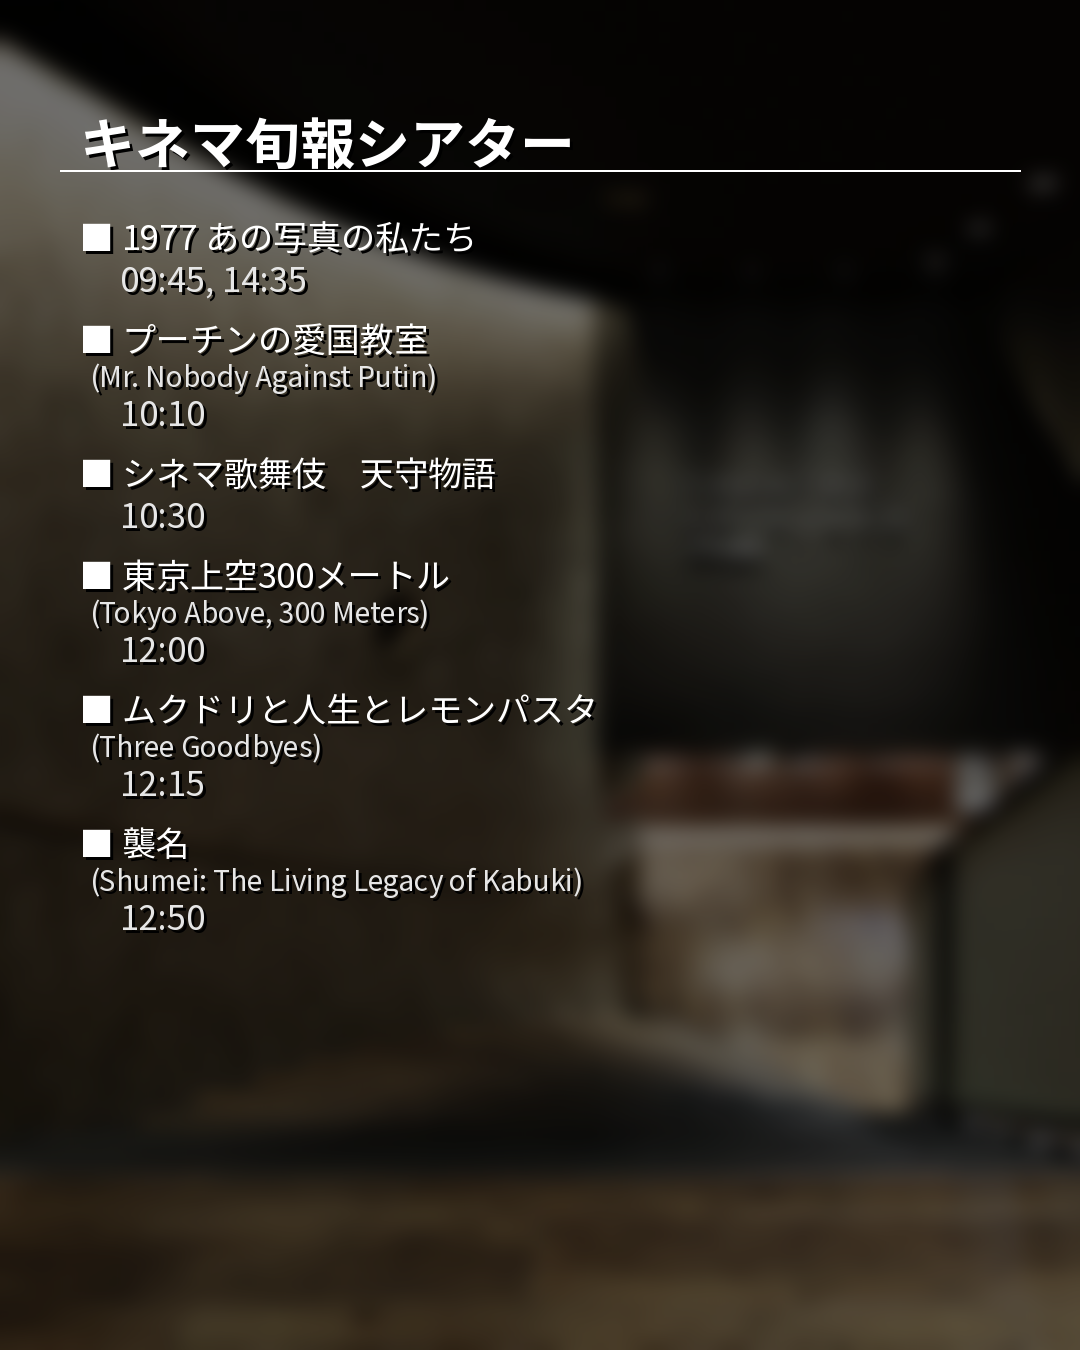 キネマ旬報シアター
■ 1977 あの写真の私たち
09:45, 14:35
■ プーチンの愛国教室
(Mr. Nobody Against Putin)
10:10
■ シネマ歌舞伎　天守物語
10:30
■ 東京上空300メートル
(Tokyo Above, 300 Meters)
12:00
■ ムクドリと人生とレモンパスタ
(Three Goodbyes)
12:15
■ 襲名
(Shumei: The Living Legacy of Kabuki)
12:50